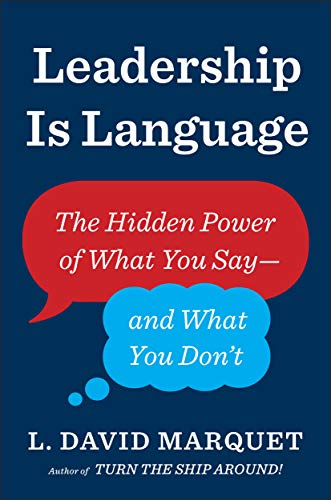 Leadership
Is Language
The Hidden Power
of What You Say—
and What
You Don't
L. DAVID MARQUET
Author of TURN THE SHIP AROUND!